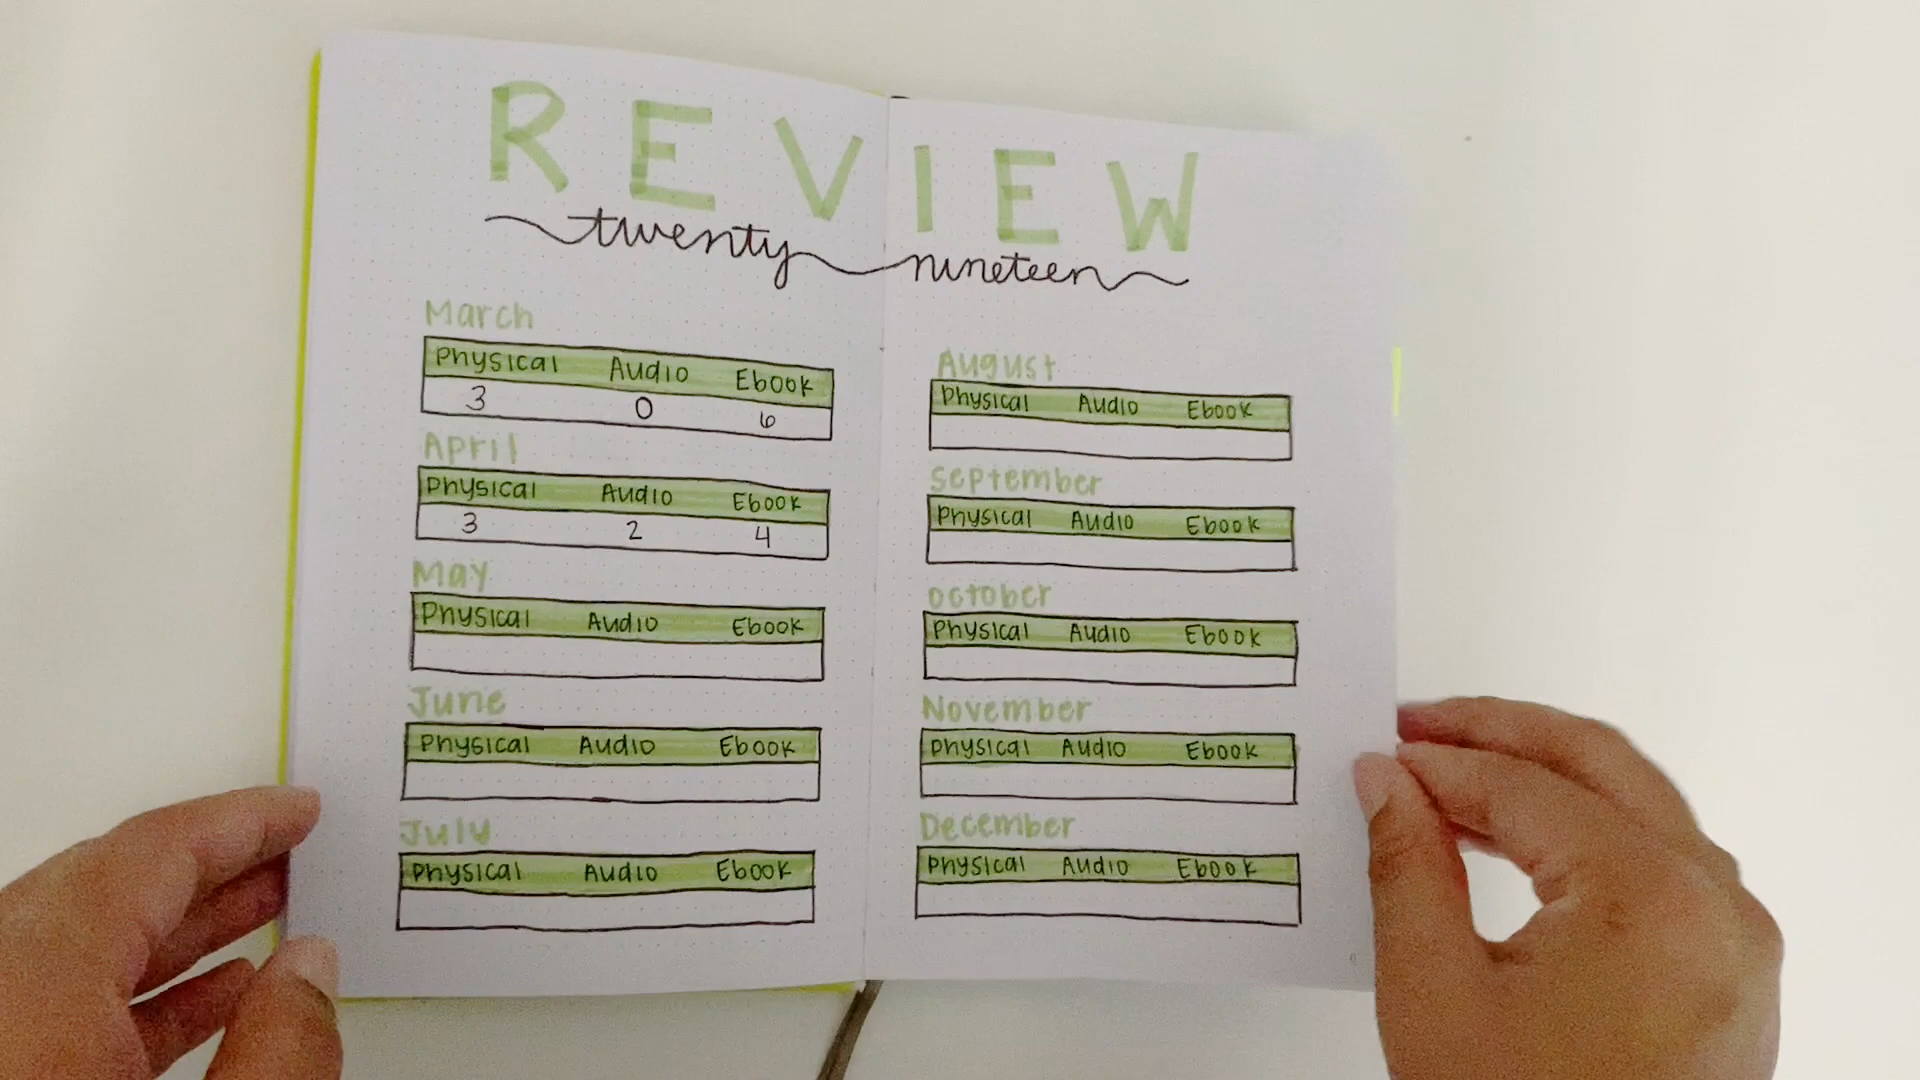 REVIEW
twenty nineteen
March
Physical Audio Ebook
3 0 6
April
Physical Audio Ebook
3 2 4
May
Physical Audio Ebook
June
Physical Audio Ebook
July
Physical Audio Ebook
August
Physical Audio Ebook
September
Physical Audio Ebook
October
Physical Audio Ebook
November
Physical Audio Ebook
December
Physical Audio Ebook